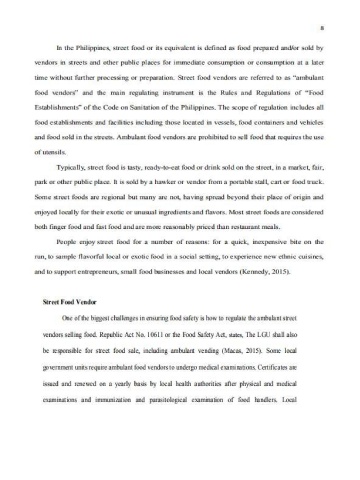 8
In the Philippines, street food or its equivalent is defined as food prepared and/or sold by
vendors in streets and other public places for immediate consumption or consumption at a later
time without further processing or preparation. Street food vendors are referred to as “ambulant
food vendors” and the main regulating instrument is the Rules and Regulations of “Food
Establishments” of the Code on Sanitation of the Philippines. The scope of regulation includes all
food establishments and facilities including those located in vessels, food containers and vehicles
and food sold in the streets. Ambulant food vendors are prohibited to sell food that requires the use
of utensils.
Typically, street food is tasty, ready-to-eat food or drink sold on the street, in a market, fair,
park or other public place. It is sold by a hawker or vendor from a portable stall, cart or food truck.
Some street foods are regional but many are not, having spread beyond their place of origin and
enjoyed locally for their exotic or unusual ingredients and flavors. Most street foods are considered
both finger food and fast food and are more reasonably priced than restaurant meals.
People enjoy street food for a number of reasons: for a quick, inexpensive bite on the
run, to sample flavorful local or exotic food in a social setting, to experience new ethnic cuisines,
and to support entrepreneurs, small food businesses and local vendors (Kennedy, 2015).
Street Food Vendor
One of the biggest challenges in ensuring food safety is how to regulate the ambulant street
vendors selling food. Republic Act No. 10611 or the Food Safety Act, states, The LGU shall also
be responsible for street food sale, including ambulant vending (Macas, 2015). Some local
government units require ambulant food vendors to undergo medical examinations. Certificates are
issued and renewed on a yearly basis by local health authorities after physical and medical
examinations and immunization and parasitological examination of food handlers. Local